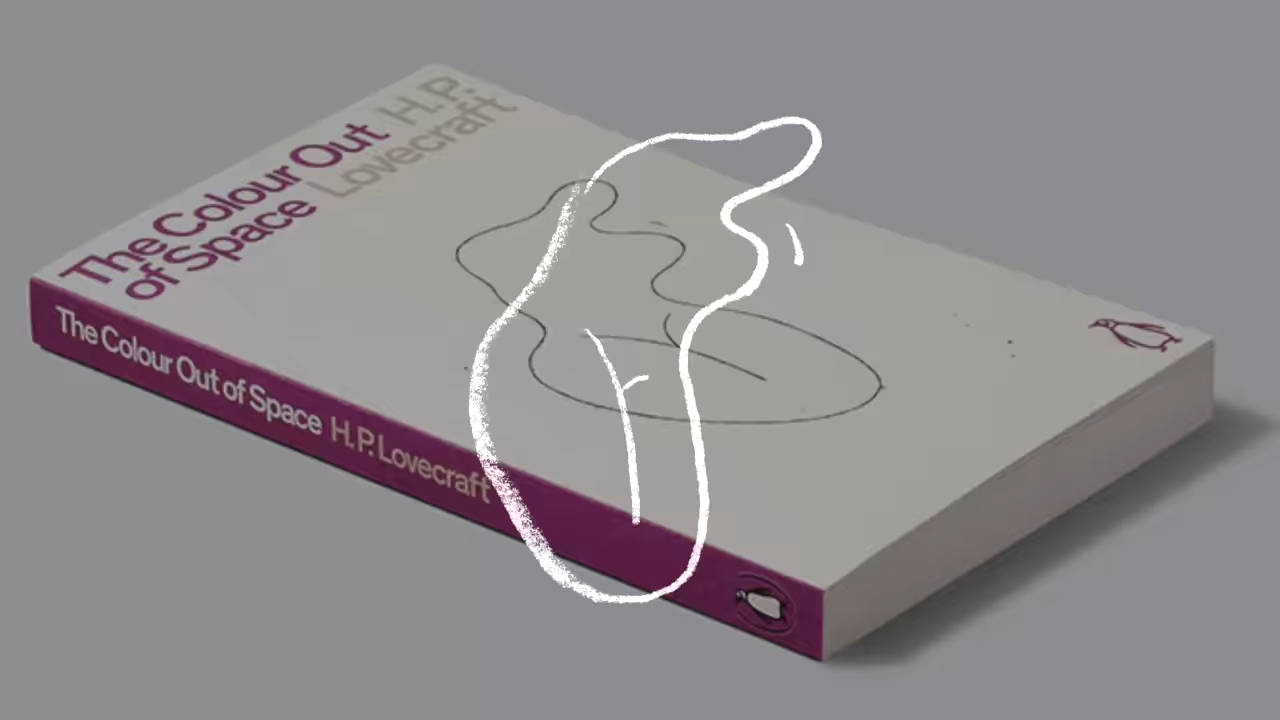 The Colour Out
of Space
H.P.
Lovecraft
The Colour Out of Space H.P. Lovecraft